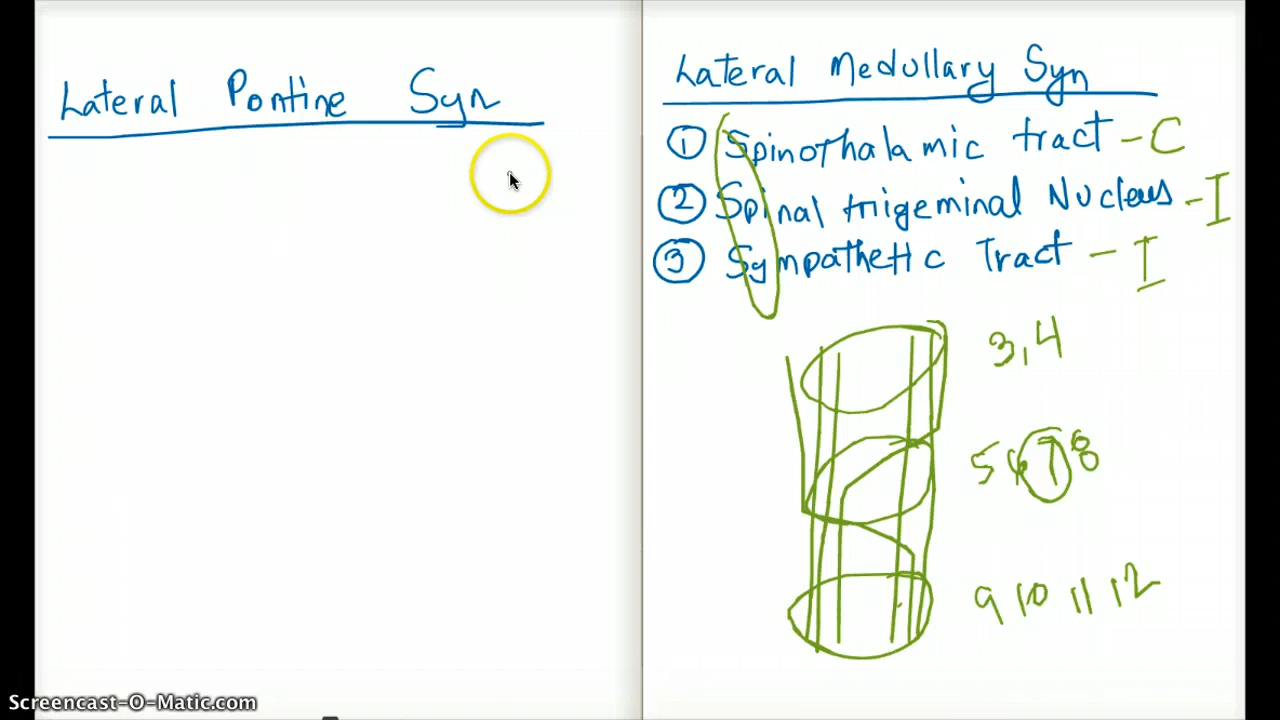 Lateral Pontine Syn
Lateral Medullary Syn
① Spinothalamic tract - C
② Spinal trigeminal Nucleus - I
③ Sympathetic Tract - I
3,4
5 6 7 8
9 10 11 12
Screencast-O-Matic.com